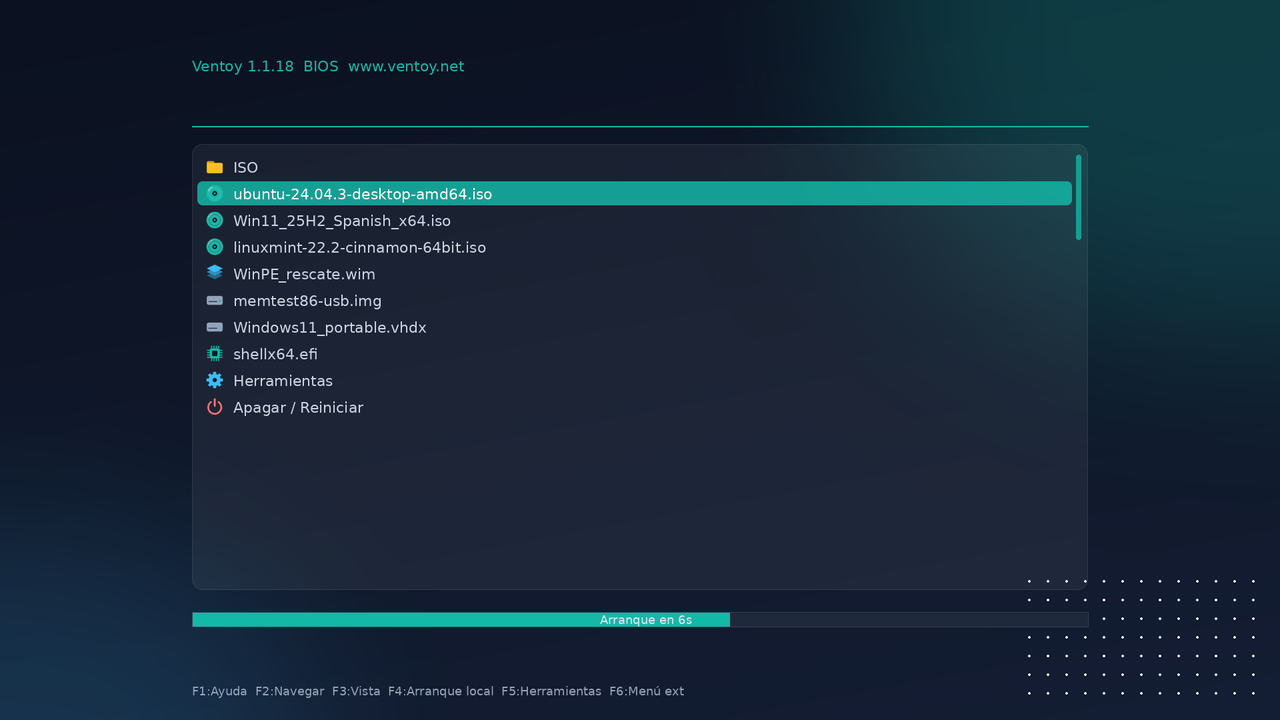 Ventoy 1.1.18 BIOS www.ventoy.net
ISO
ubuntu-24.04.3-desktop-amd64.iso
Win11_25H2_Spanish_x64.iso
linuxmint-22.2-cinnamon-64bit.iso
WinPE_rescate.wim
memtest86-usb.img
Windows11_portable.vhdx
shellx64.efi
Herramientas
Apagar / Reiniciar
Arranque en 6s
F1:Ayuda F2:Navegar F3:Vista F4:Arranque local F5:Herramientas F6:Menú ext